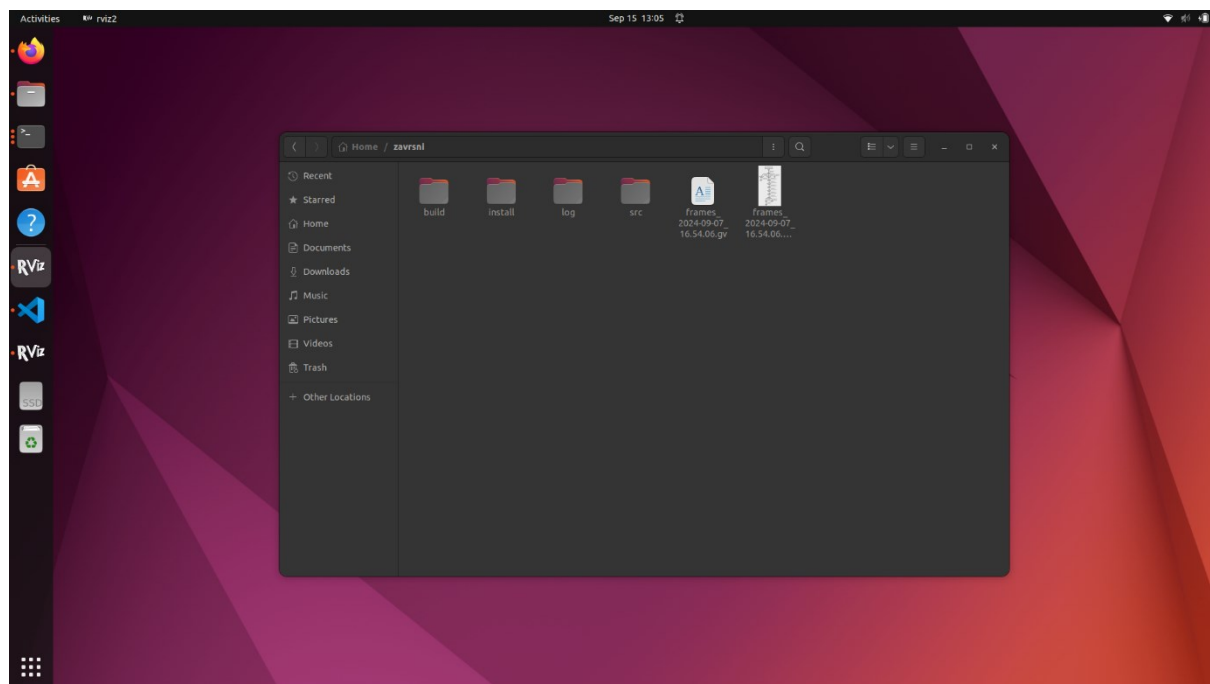 Activities rviz2 Sep 15 13:05
Home / zavrsni
Recent
Starred
Home
Documents
Downloads
Music
Pictures
Videos
Trash
Other Locations
build install log src
frames_
2024-09-07_
16.54.06.gv
frames_
2024-09-07_
16.54.06....
RViz
RViz
SSD